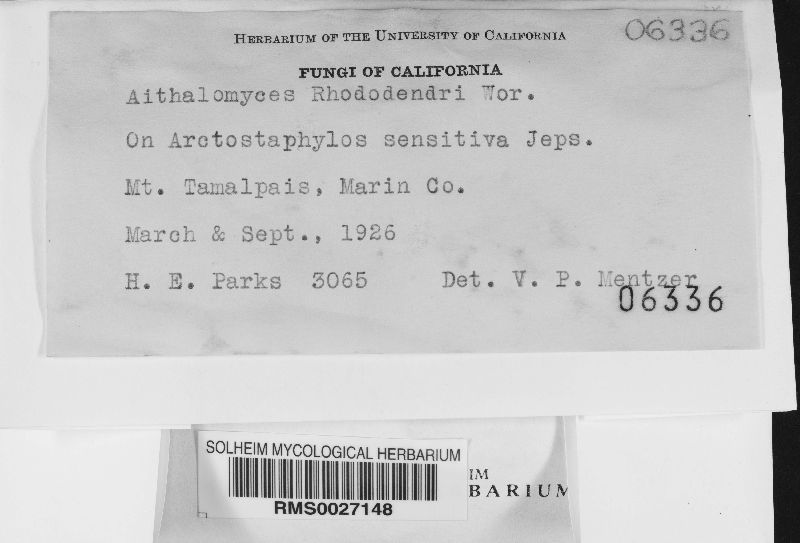 HERBARIUM OF THE UNIVERSITY OF CALIFORNIA
06336
FUNGI OF CALIFORNIA
Aithalomyces Rhododendri Wor.
On Arctostaphylos sensitiva Jeps.
Mt. Tamalpais, Marin Co.
March & Sept., 1926
H. E. Parks 3065 Det. V. P. Mentzer
06336
SOLHEIM MYCOLOGICAL HERBARIUM
RMS0027148
IM
BARIUM